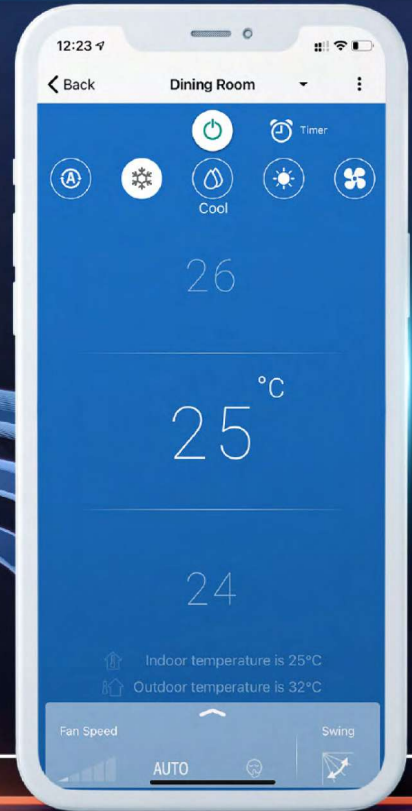 12:23
Back
Dining Room
Timer
A
Cool
26
25 °C
24
Indoor temperature is 25°C
Outdoor temperature is 32°C
Fan Speed
Swing
AUTO